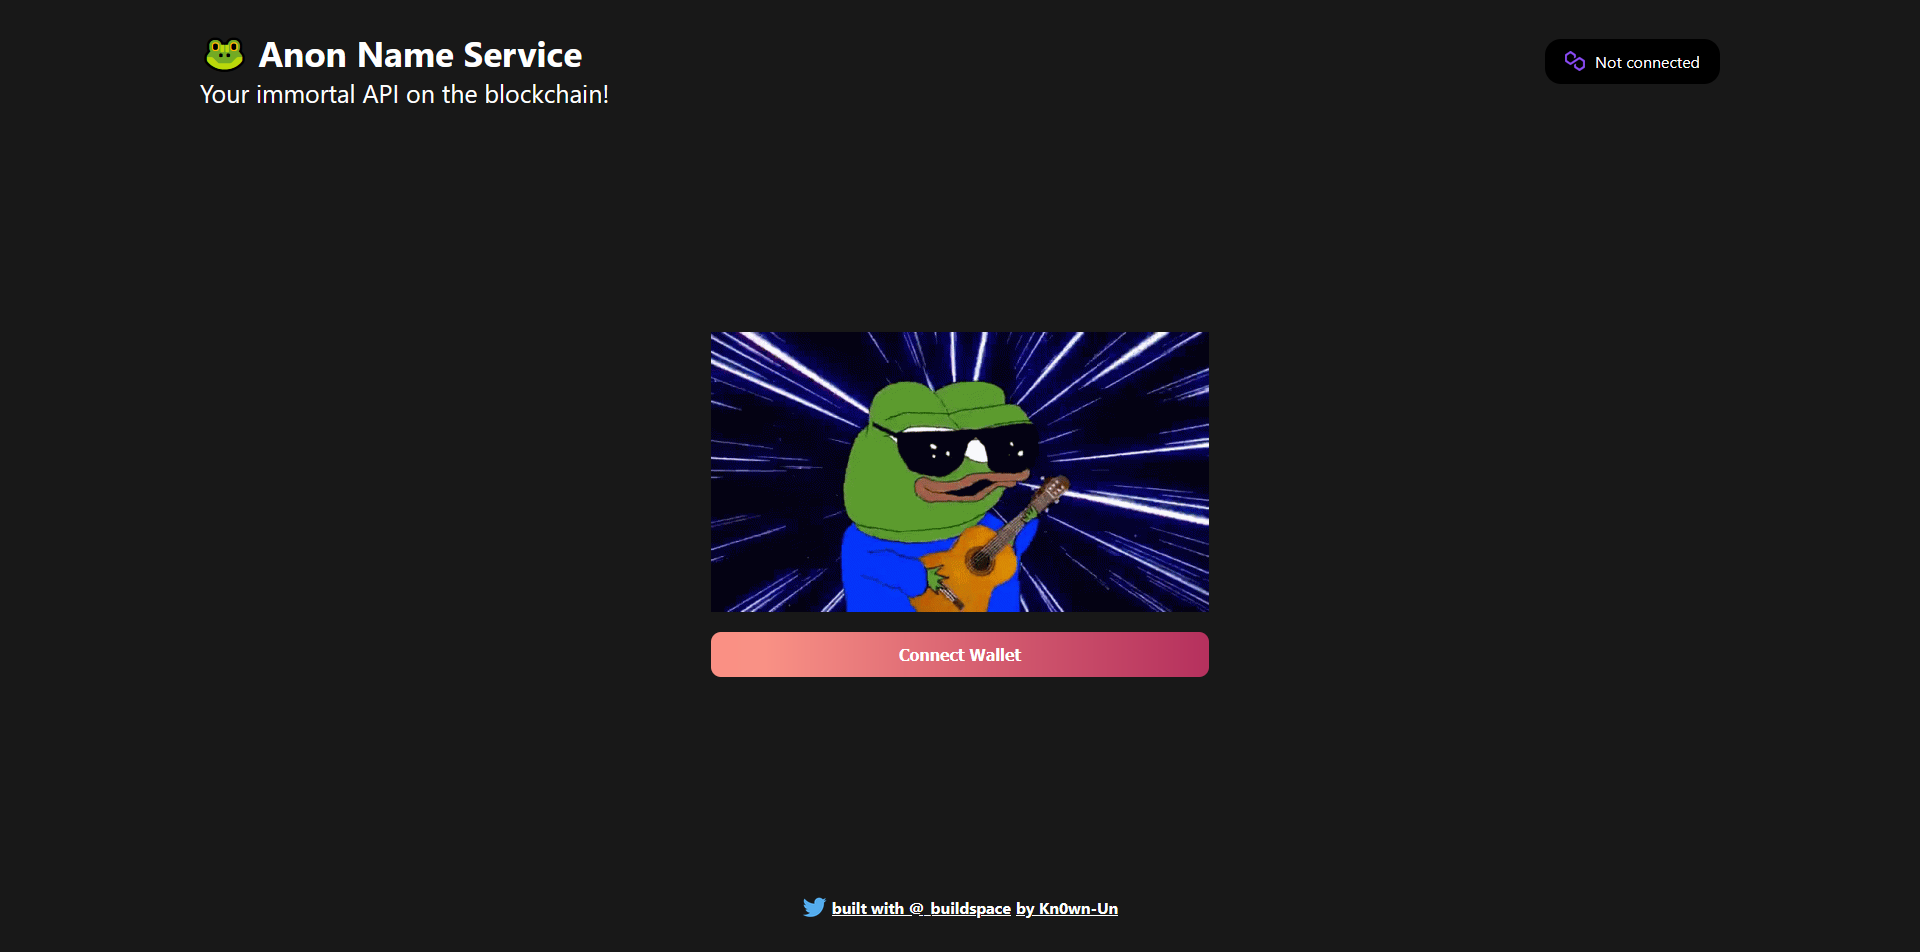 Anon Name Service
Your immortal API on the blockchain!
Not connected
Connect Wallet
built with @_buildspace by Kn0wn-Un